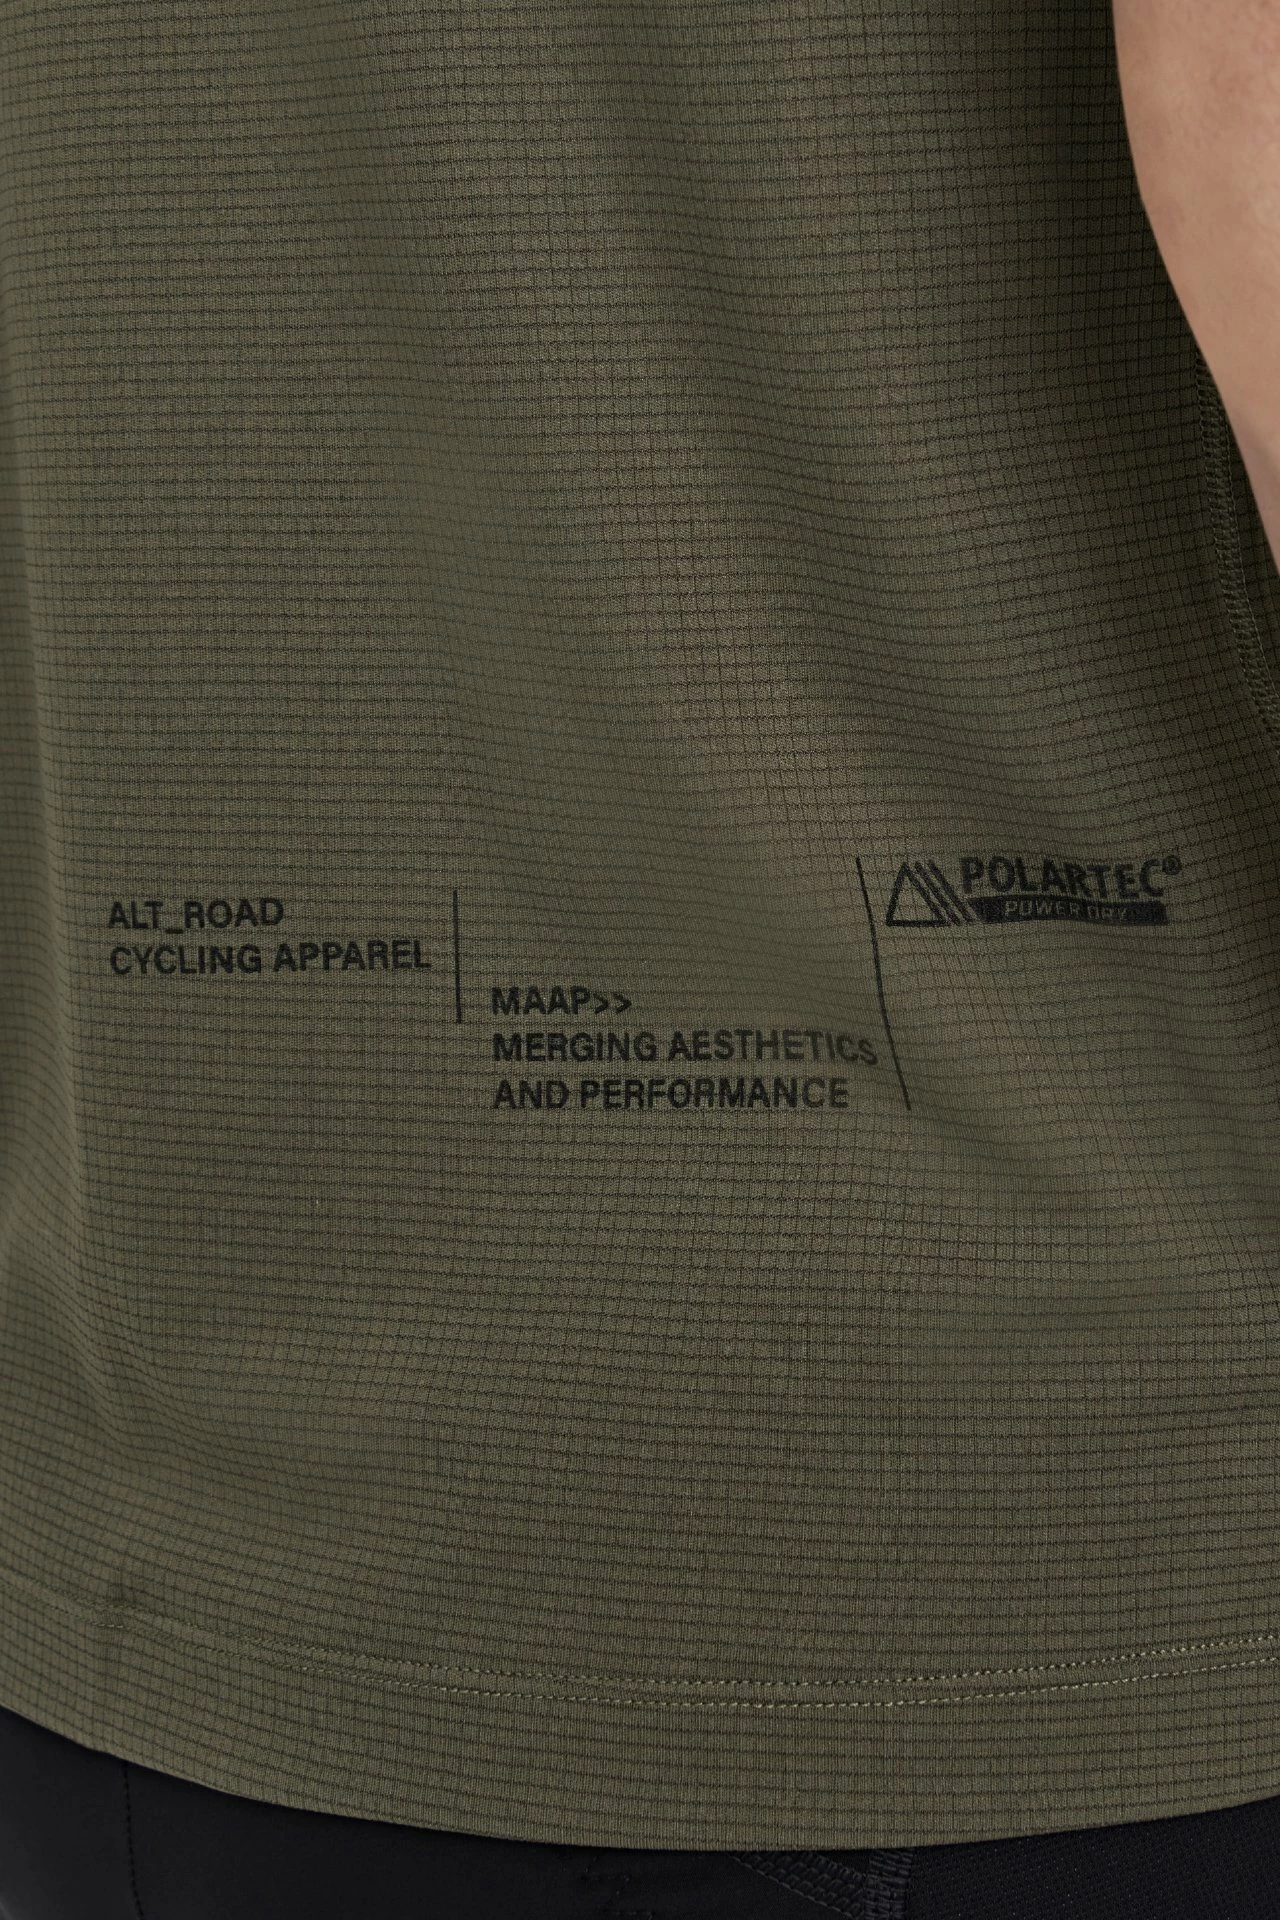 ALT_ROAD
CYCLING APPAREL
MAAP>>
MERGING AESTHETICS
AND PERFORMANCE
POLARTEC®
POWER DRY